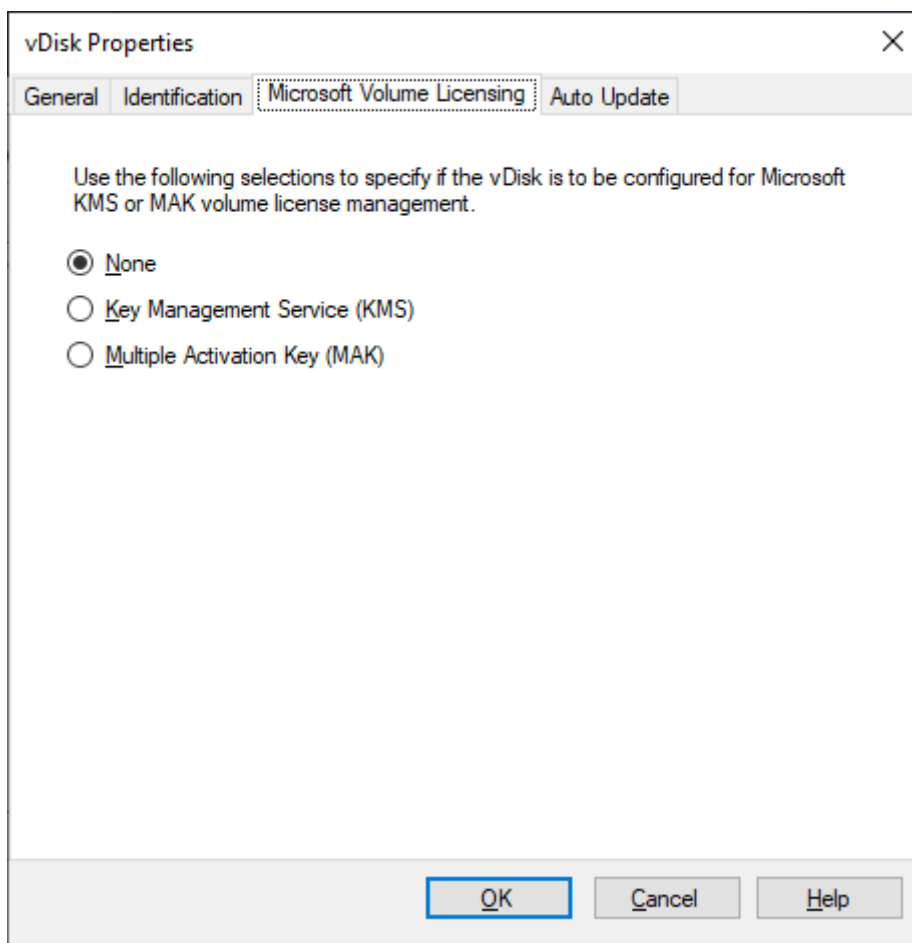 vDisk Properties
General Identification Microsoft Volume Licensing Auto Update
Use the following selections to specify if the vDisk is to be configured for Microsoft
KMS or MAK volume license management.
None
Key Management Service (KMS)
Multiple Activation Key (MAK)
OK Cancel Help